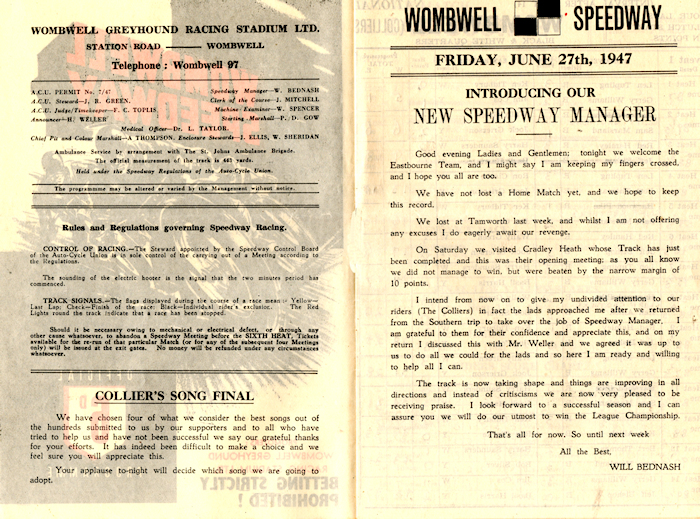 WOMBWELL GREYHOUND RACING STADIUM LTD.
STATION ROAD —— WOMBWELL
Telephone : Wombwell 97
A.C.U. PERMIT No. 7/47
A.C.U. Steward—J. B. GREEN.
A.C.U. Judge/Timekeeper—F. C. TOPLIS.
Announcer—H. WELLER
Speedway Manager—W. BEDNASH
Clerk of the Course—J. MITCHELL
Machine Examiner—W. SPENCER
Starting Marshall—P. D. GOW
Medical Officer—Dr. L. TAYLOR.
Chief Pit and Colour Marshall—A THOMPSON. Enclosure Stewards—J. ELLIS, W. SHERIDAN
Ambulance Service by arrangement with The St. Johns Ambulance Brigade.
The official measurement of the track is 440 yards.
Held under the Speedway Regulations of the Auto-Cycle Union.
The programmme may be altered or varied by the Management without notice.
Rules and Regulations governing Speedway Racing.
CONTROL OF RACING.—The Steward appointed by the Speedway Control Board
of the Auto-Cycle Union is in sole control of the carrying out of a Meeting according to
the Regulations.
The sounding of the electric hooter is the signal that the two minutes period has
commenced.
TRACK SIGNALS.—The flags displayed during the course of a race mean: Yellow—
Last Lap; Check—Finish of the race: Black—Individual rider's exclusion. The Red
Lights round the track indicate that a race has been stopped.
Should it be necessary owing to mechanical or electrical defect, or through any
other cause whatsoever, to abandon a Speedway Meeting before the SIXTH HEAT, Tickets
available for the re-run of that particular Match (or for any of the subsequent four Meetings
only) will be issued at the exit gates. No money will be refunded under any circumstances
whatsoever.
COLLIER'S SONG FINAL
We have chosen four of what we consider the best songs out of
the hundreds submitted to us by our supporters and to all who have
tried to help us and have not been successful we say our grateful thanks
for your efforts. It has indeed been difficult to make a choice and we
feel sure you will appreciate this.
Your applause to-night will decide which song we are going to
adopt.
BETTING STRICTLY
PROHIBITED !
WOMBWELL SPEEDWAY
FRIDAY, JUNE 27th, 1947
INTRODUCING OUR
NEW SPEEDWAY MANAGER
Good evening Ladies and Gentlemen; tonight we welcome the
Eastbourne Team, and I might say I am keeping my fingers crossed,
and I hope you all are too.
We have not lost a Home Match yet, and we hope to keep
this record.
We lost at Tamworth last week, and whilst I am not offering
any excuses I do eagerly await our revenge.
On Saturday we visited Cradley Heath whose Track has just
been completed and this was their opening meeting; as you all know
we did not manage to win, but were beaten by the narrow margin of
10 points.
I intend from now on to give my undivided attention to our
riders (The Colliers) in fact the lads approached me after we returned
from the Southern trip to take over the job of Speedway Manager. I
am grateful to them for their confidence and appreciate this, and on my
return I discussed this with Mr. Weller and we agreed it was up to
us to do all we could for the lads and so here I am ready and willing
to help all I can.
The track is now taking shape and things are improving in all
directions and instead of criticisms we are now very pleased to be
receiving praise. I look forward to a successful season and I can
assure you we will do our utmost to win the League Championship.
That's all for now. So until next week
All the Best,
WILL BEDNASH